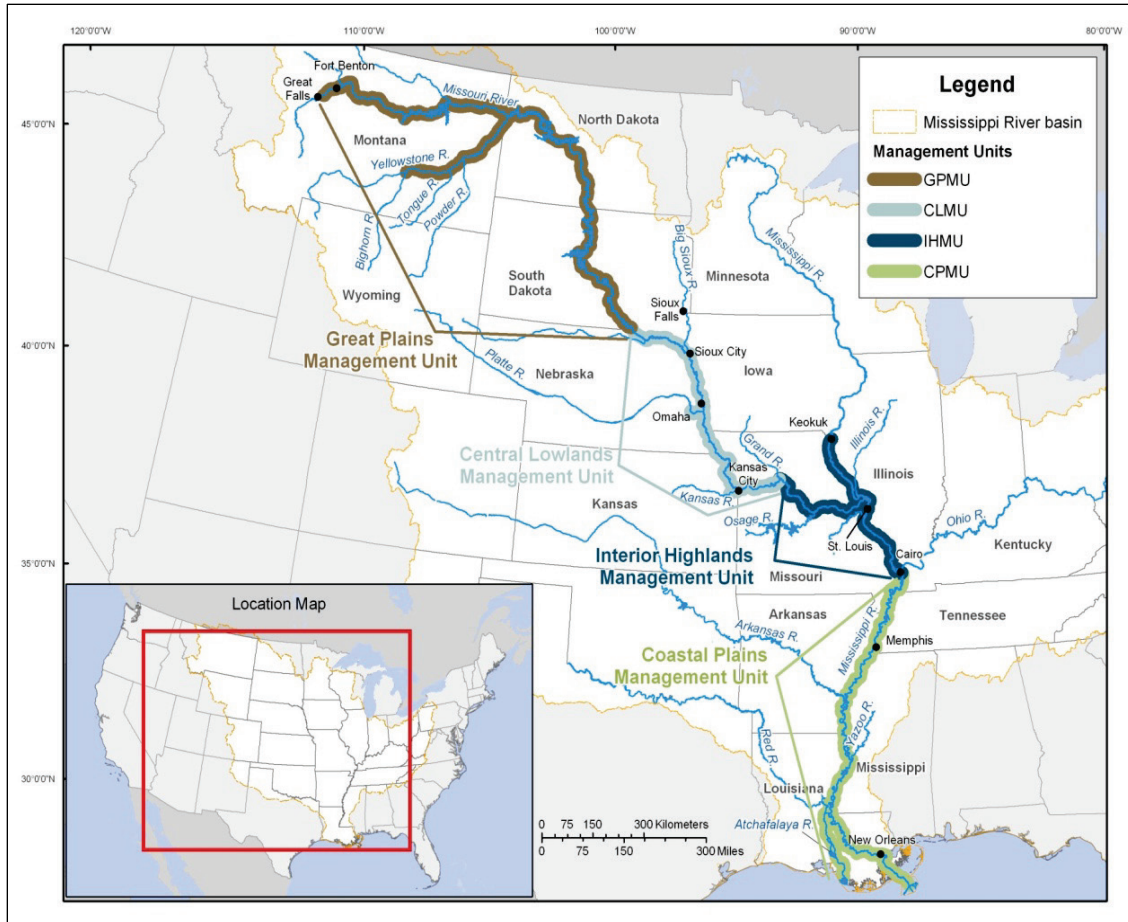 120°0'0"W
110°0'0"W
100°0'0"W
90°0'0"W
80°0'0"W
45°0'0"N
40°0'0"N
35°0'0"N
30°0'0"N
Legend
Mississippi River basin
Management Units
GPMU
CLMU
IHMU
CPMU
Fort Benton
Great
Falls
Missouri River
North Dakota
Montana
Yellowstone R.
Tongue R.
Powder R.
Bighorn R.
Mississippi R.
Big Sioux R.
Minnesota
South
Dakota
Wyoming
Sioux
Falls
Great Plains
Management Unit
Sioux City
Iowa
Platte R.
Nebraska
Omaha
Keokuk
Illinois R.
Grand R.
Central Lowlands
Management Unit
Kansas
City
Illinois
Kansas R.
Kansas
Osage R.
Ohio R.
St. Louis
Cairo
Kentucky
Interior Highlands
Management Unit
Missouri
Arkansas
Tennessee
Arkansas R.
Mississippi R.
Memphis
Coastal Plains
Management Unit
Yazoo R.
Red R.
Mississippi
Louisiana
Atchafalaya R.
New Orleans
0 75 150 300 Kilometers
0 75 150 300 Miles
Location Map